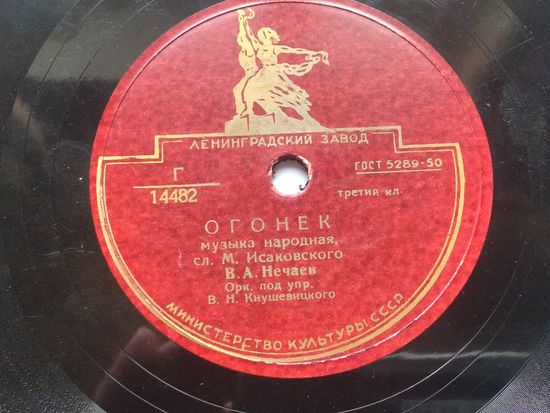 ЛЕНИНГРАДСКИЙ ЗАВОД
Г
14482
ГОСТ 5289-50
третий кл.
ОГОНЕК
музыка народная,
сл. М. Исаковского
В. А. Нечаев
Орк. под упр.
В. Н. Кнушевицкого
МИНИСТЕРСТВО КУЛЬТУРЫ СССР